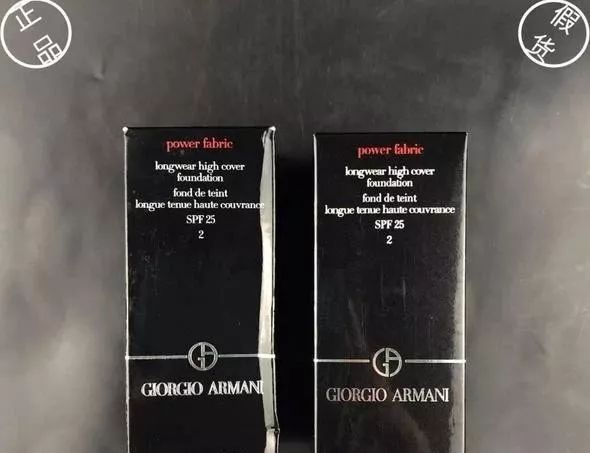 正品
假货
power fabric
longwear high cover
foundation
fond de teint
longue tenue haute couvrance
SPF 25
2
GIORGIO ARMANI
power fabric
longwear high cover
foundation
fond de teint
longue tenue haute couvrance
SPF 25
2
GIORGIO ARMANI